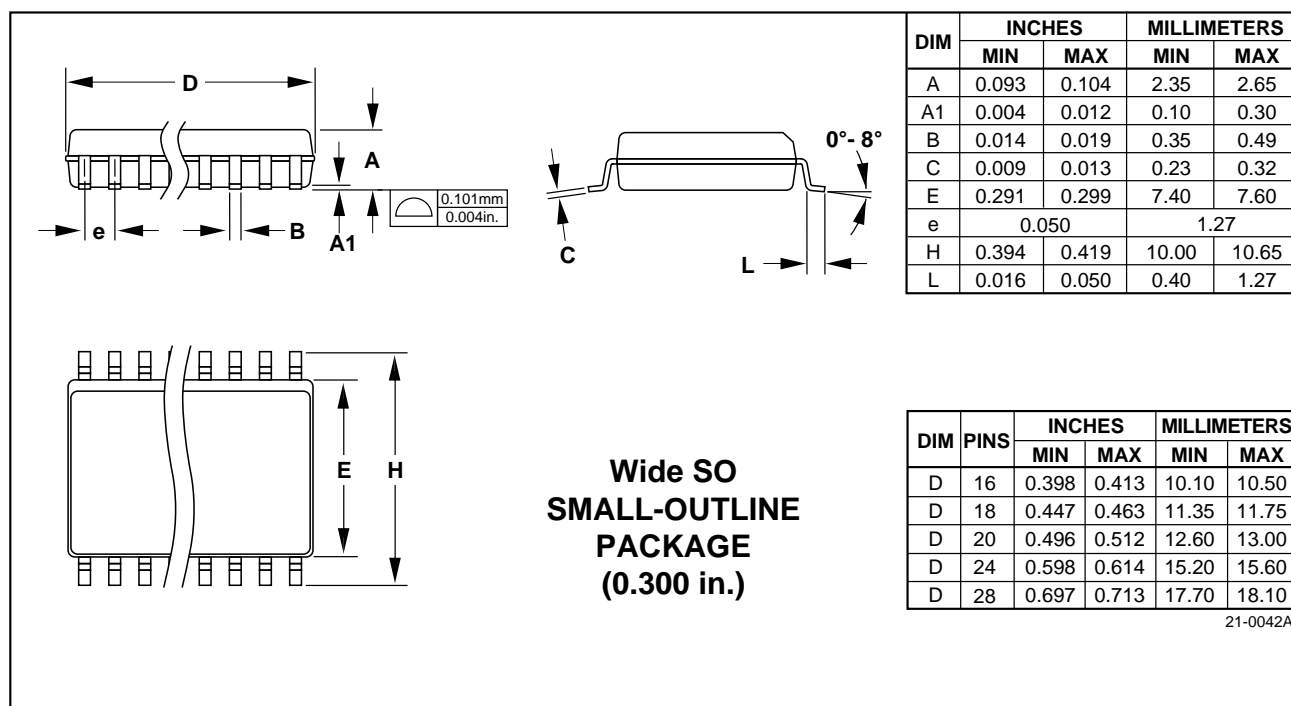 D
A
0.101mm
0.004in.
e
B
A1
0°- 8°
C
L
DIM INCHES MILLIMETERS
MIN MAX MIN MAX
A 0.093 0.104 2.35 2.65
A1 0.004 0.012 0.10 0.30
B 0.014 0.019 0.35 0.49
C 0.009 0.013 0.23 0.32
E 0.291 0.299 7.40 7.60
e 0.050 1.27
H 0.394 0.419 10.00 10.65
L 0.016 0.050 0.40 1.27
E
H
Wide SO
SMALL-OUTLINE
PACKAGE
(0.300 in.)
DIM PINS INCHES MILLIMETERS
MIN MAX MIN MAX
D 16 0.398 0.413 10.10 10.50
D 18 0.447 0.463 11.35 11.75
D 20 0.496 0.512 12.60 13.00
D 24 0.598 0.614 15.20 15.60
D 28 0.697 0.713 17.70 18.10
21-0042A